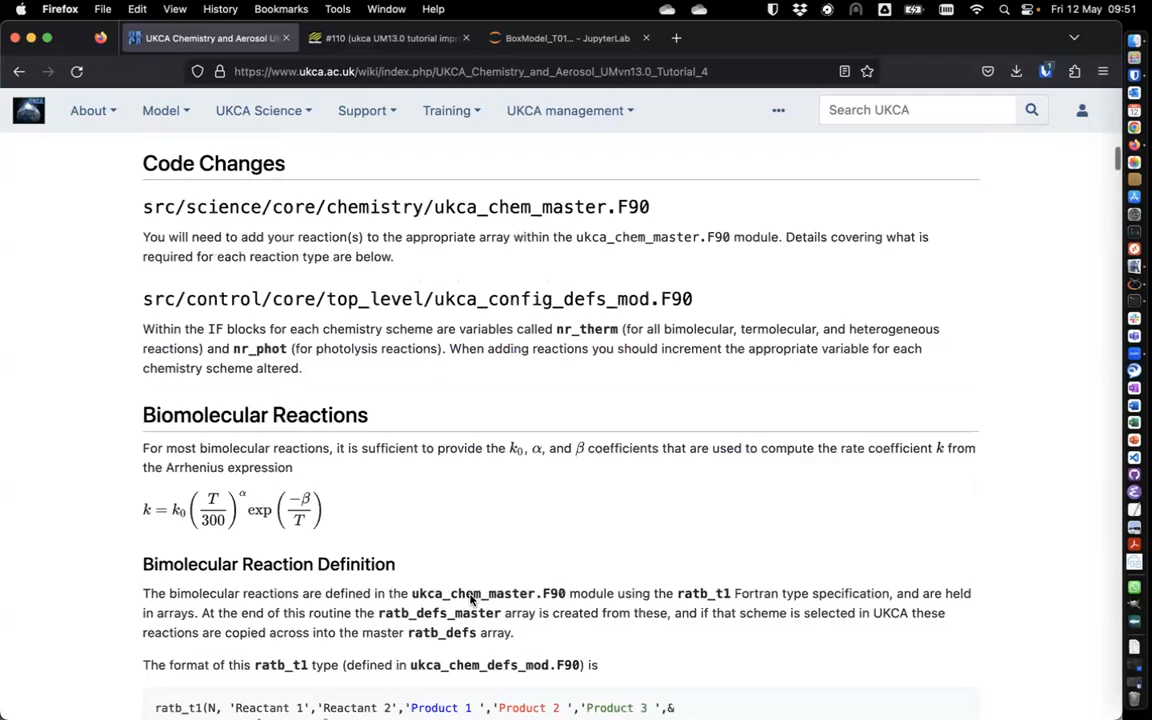 Firefox File Edit View History Bookmarks Tools Window Help Fri 12 May 09:51
UKCA Chemistry and Aerosol U #110 (ukca UM13.0 tutorial impr BoxModel_T01... - JupyterLab
https://www.ukca.ac.uk/wiki/index.php/UKCA_Chemistry_and_Aerosol_UMvn13.0_Tutorial_4
About Model UKCA Science Support Training UKCA management Search UKCA
Code Changes
src/science/core/chemistry/ukca_chem_master.F90
You will need to add your reaction(s) to the appropriate array within the ukca_chem_master.F90 module. Details covering what is
required for each reaction type are below.
src/control/core/top_level/ukca_config_defs_mod.F90
Within the IF blocks for each chemistry scheme are variables called nr_therm (for all bimolecular, termolecular, and heterogeneous
reactions) and nr_phot (for photolysis reactions). When adding reactions you should increment the appropriate variable for each
chemistry scheme altered.
Biomolecular Reactions
For most bimolecular reactions, it is sufficient to provide the k₀, α, and β coefficients that are used to compute the rate coefficient k from
the Arrhenius expression
k = k₀ (T/300)^α exp (−β/T)
Bimolecular Reaction Definition
The bimolecular reactions are defined in the ukca_chem_master.F90 module using the ratb_t1 Fortran type specification, and are held
in arrays. At the end of this routine the ratb_defs_master array is created from these, and if that scheme is selected in UKCA these
reactions are copied across into the master ratb_defs array.
The format of this ratb_t1 type (defined in ukca_chem_defs_mod.F90) is
ratb_t1(N, 'Reactant 1','Reactant 2','Product 1 ','Product 2 ','Product 3 ',&